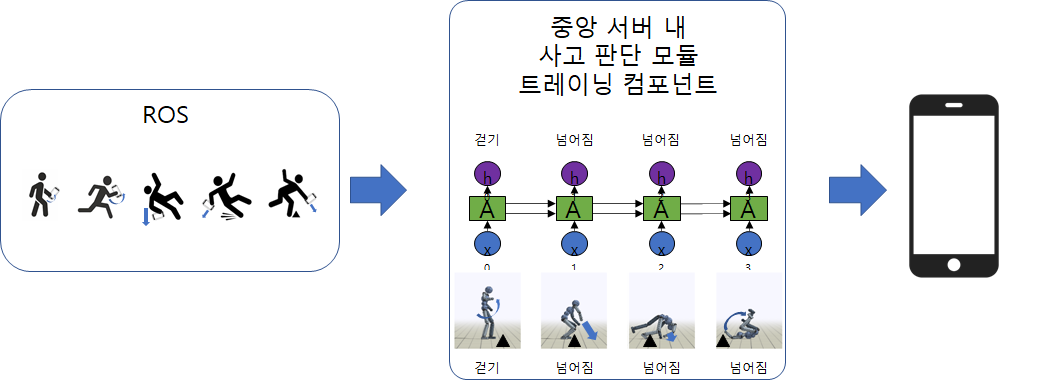 ROS
중앙 서버 내
사고 판단 모듈
트레이닝 컴포넌트
걷기 넘어짐 넘어짐 넘어짐
h h h h
A A A A
x x x x
0 1 2 3
걷기 넘어짐 넘어짐 넘어짐